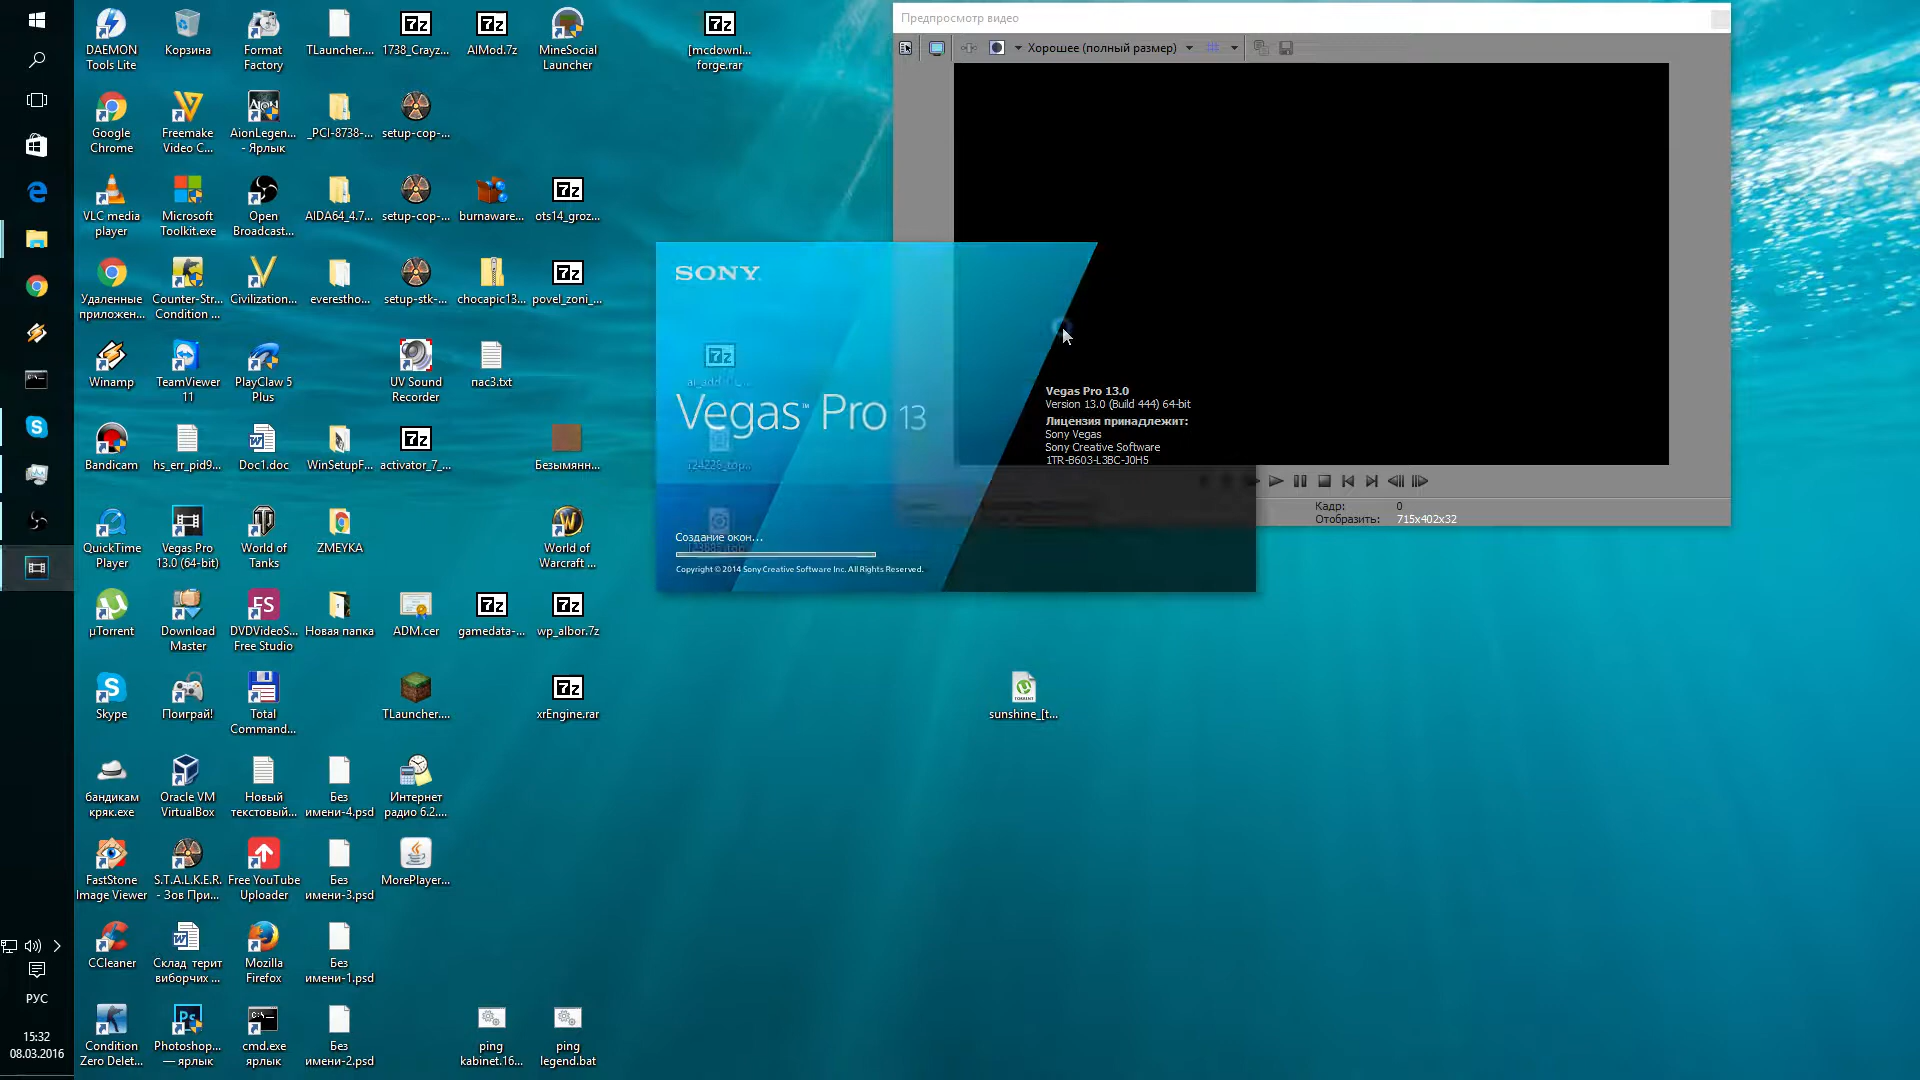 DAEMON
Tools Lite
Корзина
Format
Factory
TLauncher....
1738_Crayz...
AlMod.7z
MineSocial
Launcher
[mcdownl...
forge.rar
Google
Chrome
Freemake
Video C...
AionLegen...
- Ярлык
_PCI-8738-...
setup-cop-...
VLC media
player
Microsoft
Toolkit.exe
Open
Broadcast...
AIDA64_4.7...
setup-cop-...
burnaware...
ots14_groz...
Удаленные
приложен...
Counter-Str...
Condition ...
Civilization...
everestho...
setup-stk-...
chocapic13...
povel_zoni_...
Winamp
TeamViewer
11
PlayClaw 5
Plus
UV Sound
Recorder
пас3.txt
Bandicam
hs_err_pid9...
Doc1.doc
WinSetupF...
activator_7_...
Безымянн...
QuickTime
Player
Vegas Pro
13.0 (64-bit)
World of
Tanks
ZMEYKA
World of
Warcraft ...
µTorrent
Download
Master
DVDVideoS...
Free Studio
Новая папка
ADM.cer
gamedata-...
wp_albor.7z
Skype
Поиграй!
Total
Command...
TLauncher....
xrEngine.rar
sunshine_[t...
бандикам
кряк.exe
Oracle VM
VirtualBox
Новый
текстовый...
Без
имени-4.psd
Интернет
радио 6.2....
FastStone
Image Viewer
S.T.A.L.K.E.R.
- Зов При...
Free YouTube
Uploader
Без
имени-3.psd
MorePlayer...
CCleaner
Склад терит
виборчих ...
Mozilla
Firefox
Без
имени-1.psd
Condition
Zero Delet...
Photoshop...
— ярлык
cmd.exe
ярлык
Без
имени-2.psd
ping
kabinet.16...
ping
legend.bat
РУС
15:32
08.03.2016
Предпросмотр видео
Хорошее (полный размер)
Кадр: 0
Отобразить: 715x402x32
SONY
Vegas™ Pro 13
Vegas Pro 13.0
Version 13.0 (Build 444) 64-bit
Лицензия принадлежит:
Sony Vegas
Sony Creative Software
1TR-B603-L3BC-J0H5
Создание окон...
Copyright © 2014 Sony Creative Software Inc. All Rights Reserved.